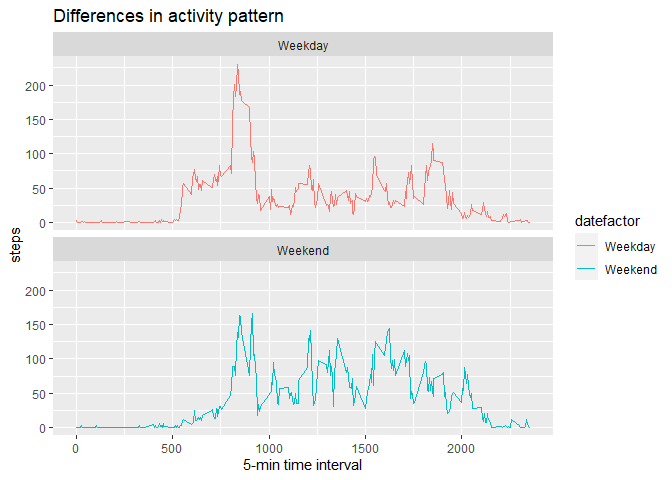 Differences in activity pattern
Weekday
200
150
100
50
0
Weekend
200
150
100
50
0
steps
0 500 1000 1500 2000
5-min time interval
datefactor
Weekday
Weekend